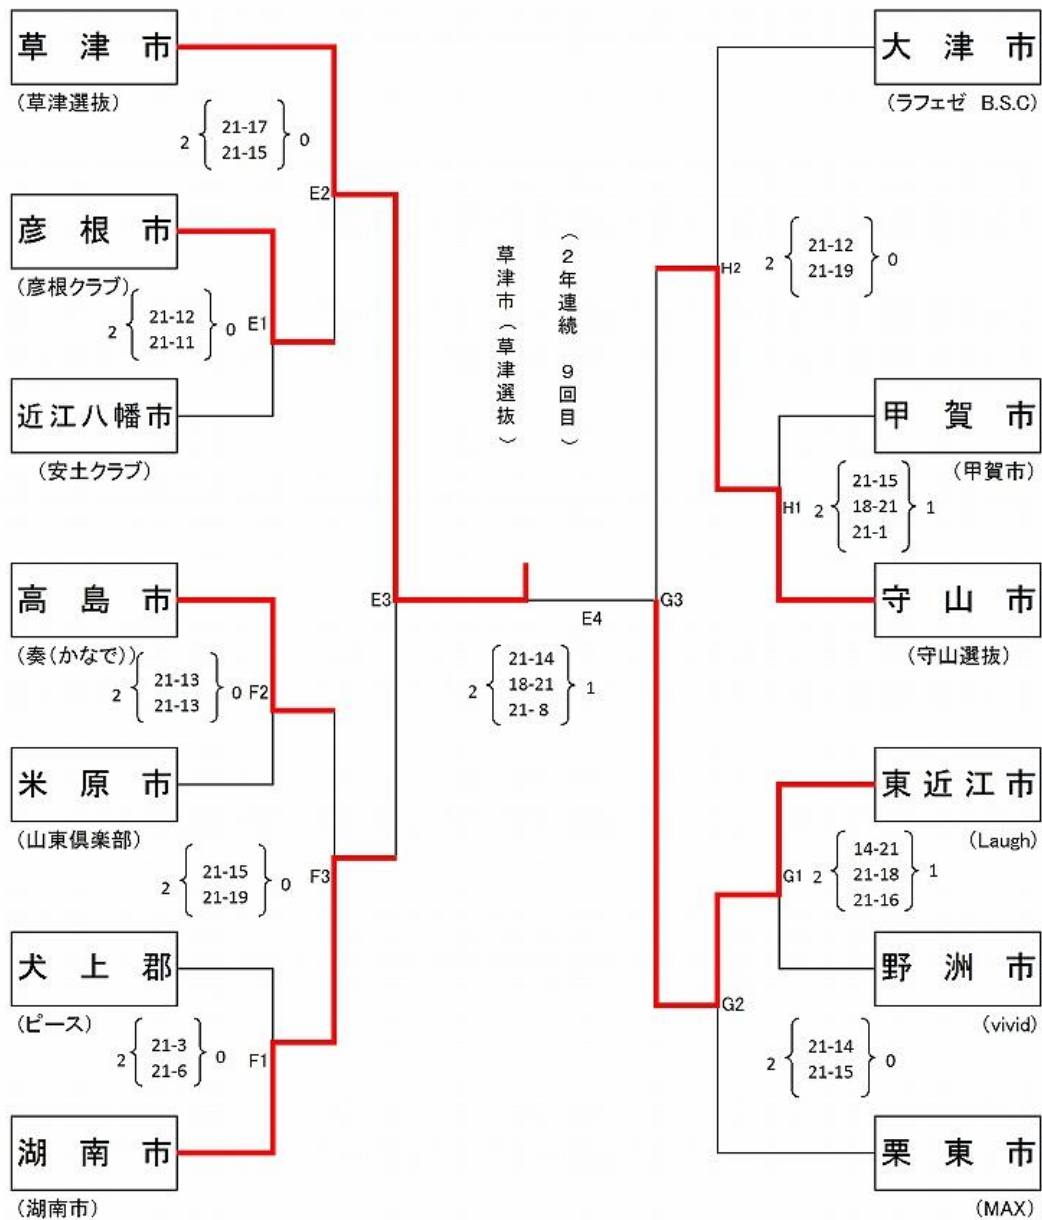 草津市
(草津選抜)
2 21-17 0
21-15
E2
彦根市
(彦根クラブ)
2 21-12 0 E1
21-11
近江八幡市
(安土クラブ)
高島市
(奏(かなで))
2 21-13 0 F2
21-13
米原市
(山東倶楽部)
2 21-15 0 F3
21-19
犬上郡
(ピース)
2 21-3 0 F1
21-6
湖南市
(湖南市)
E3
(2年連続 9回目)
草津市(草津選抜)
E4
21-14
2 18-21 1
21- 8
大津市
(ラフェゼ B.S.C)
H2
2 21-12 0
21-19
甲賀市
(甲賀市)
21-15
H1 2 18-21 1
21-1
守山市
(守山選抜)
G3
東近江市
(Laugh)
14-21
G1 2 21-18 1
21-16
野洲市
(vivid)
G2
2 21-14 0
21-15
栗東市
(MAX)